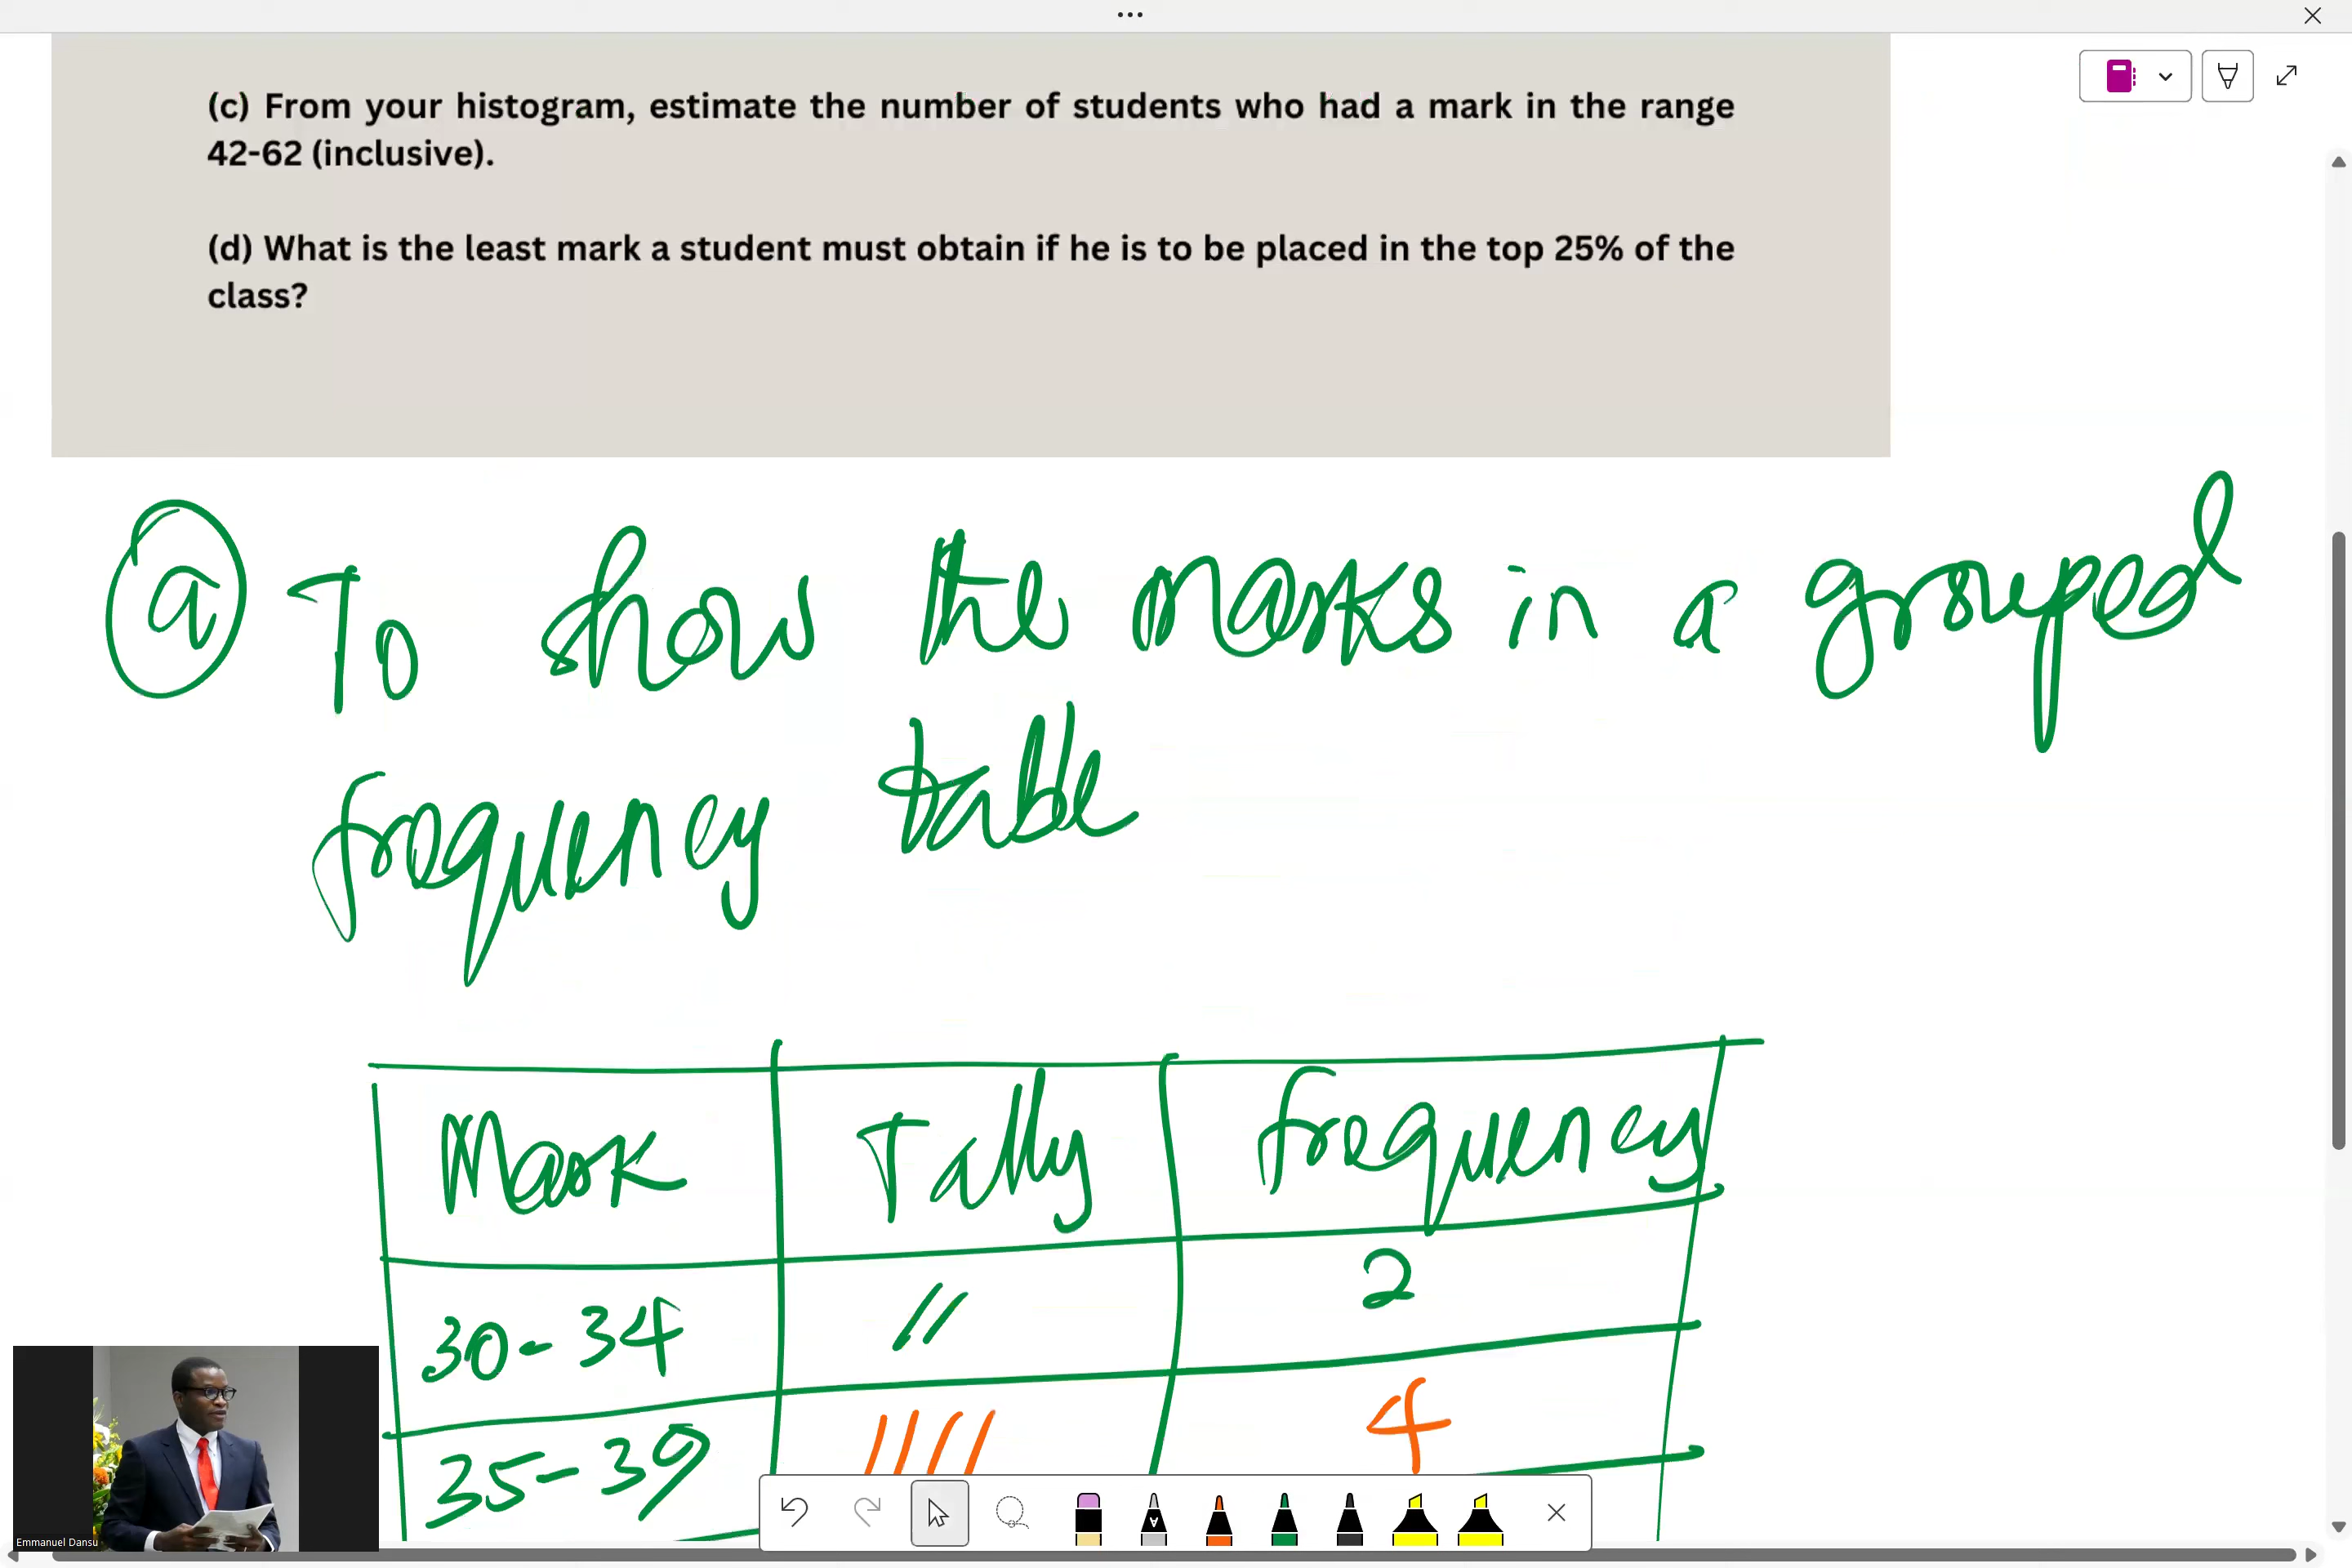 (c) From your histogram, estimate the number of students who had a mark in the range
42-62 (inclusive).
(d) What is the least mark a student must obtain if he is to be placed in the top 25% of the
class?
(a) To show the marks in a grouped
frequency table
Mark Tally frequency
30-34 // 2
35-39 //// 4
Emmanuel Dansu